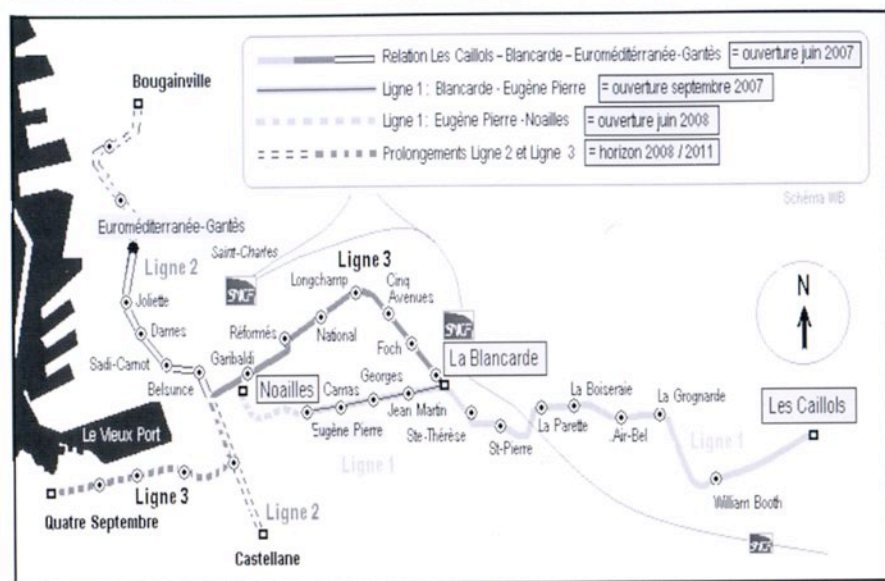 Relation Les Caillols – Blancarde – Euroméditérranée-Gantès = ouverture juin 2007
Ligne 1 : Blancarde - Eugène Pierre = ouverture septembre 2007
Ligne 1 : Eugène Pierre -Noailles = ouverture juin 2008
Prolongements Ligne 2 et Ligne 3 = horizon 2008 / 2011
Schéma WB
Bougainville
Euroméditerranée-Gantès
Saint-Charles
SNCF
Ligne 2
Ligne 3
Longchamp
Cinq
Avenues
N
Joliette
Dames
Réformés
National
Foch
SNCF
La Blancarde
Sadi-Carnot
Garibaldi
Belsunce
Noailles
Camas
Georges
Jean Martin
Eugène Pierre
Ste-Thérèse
St-Pierre
La Parette
La Boiseraie
Air-Bel
La Grognarde
Les Caillols
Ligne 1
Ligne 1
William Booth
Le Vieux Port
Ligne 3
Quatre Septembre
Ligne 2
Castellane
SNCF